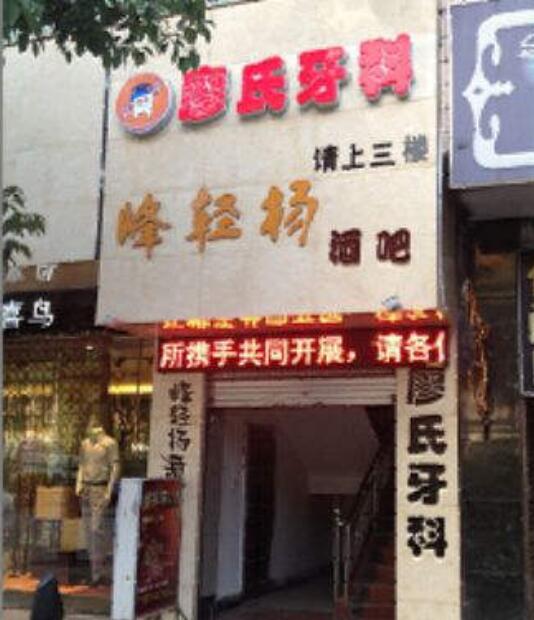 廖氏牙科
请上三楼
峰轻扬
酒吧
所携手共同开展，请各位
峰轻扬
廖氏牙科
鸟